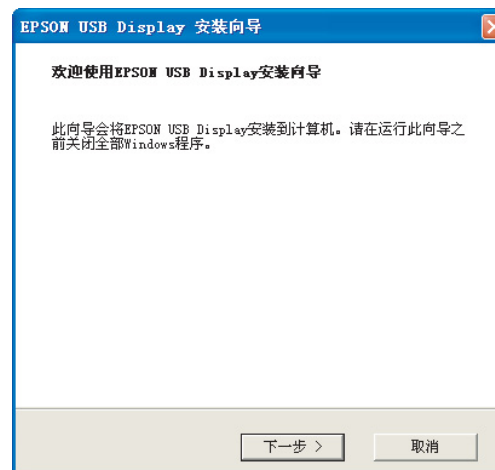 EPSON USB Display 安装向导
欢迎使用EPSON USB Display安装向导
此向导会将EPSON USB Display安装到计算机。请在运行此向导之
前关闭全部Windows程序。
下一步 >
取消